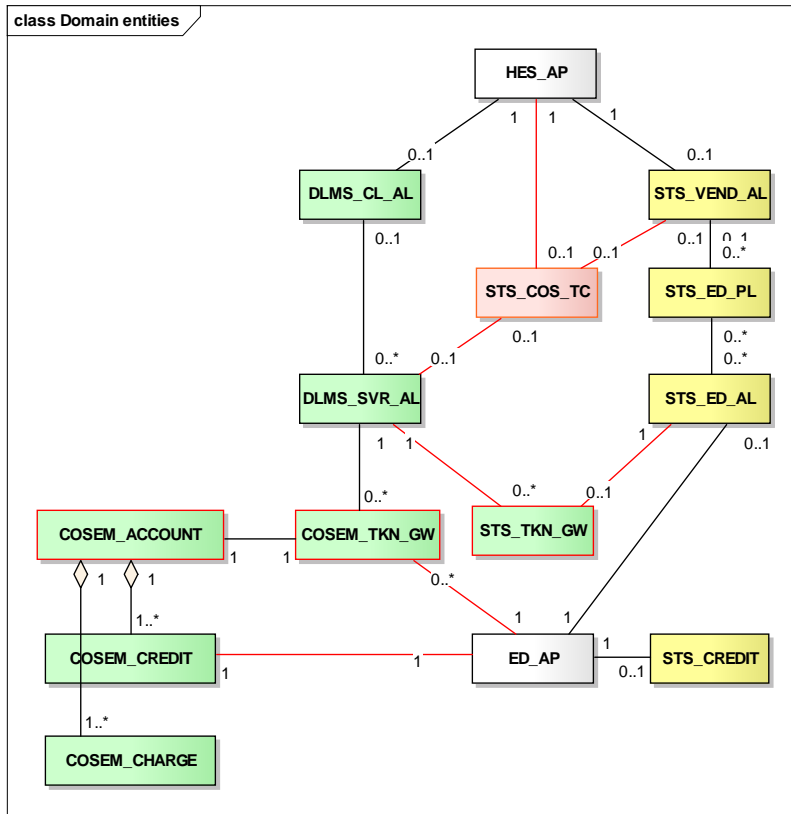 class Domain entities
HES_AP
1
1
1
0..1
0..1
DLMS_CL_AL
STS_VEND_AL
0..1
0..1
0..1
0..1
0..1
0..*
STS_COS_TC
STS_ED_PL
0..1
0..1
0..*
0..*
0..*
DLMS_SVR_AL
STS_ED_AL
1
1
1
0..1
0..*
0..*
0..1
COSEM_ACCOUNT
COSEM_TKN_GW
STS_TKN_GW
1
1
1
1
0..*
1..*
1
1
COSEM_CREDIT
ED_AP
STS_CREDIT
1
1
1
0..1
1..*
COSEM_CHARGE